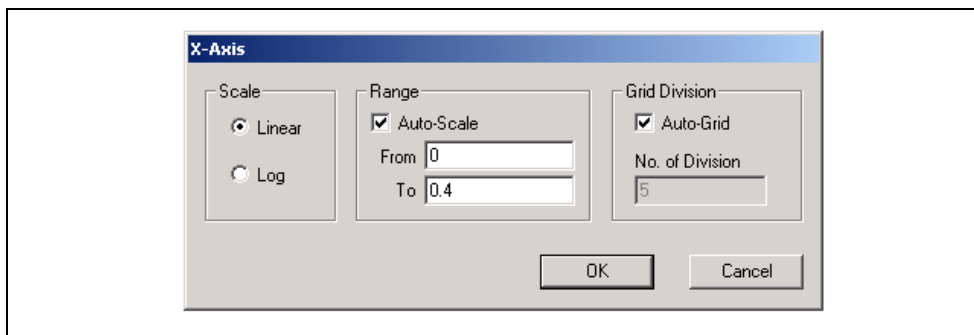 X-Axis
Scale
Linear
Log
Range
Auto-Scale
From 0
To 0.4
Grid Division
Auto-Grid
No. of Division
5
OK
Cancel